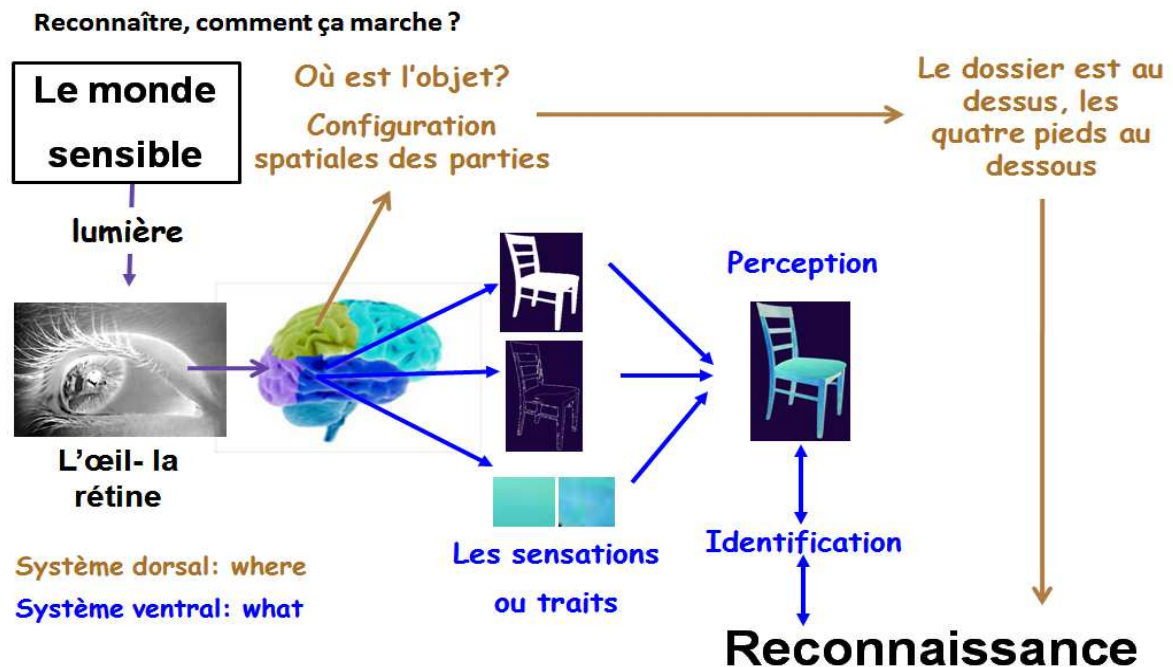 Reconnaître, comment ça marche ?
Le monde
sensible
lumière
L'œil- la
rétine
Où est l'objet?
Configuration
spatiales des parties
Le dossier est au
dessus, les
quatre pieds au
dessous
Perception
Les sensations
ou traits
Identification
Système dorsal: where
Système ventral: what
Reconnaissance